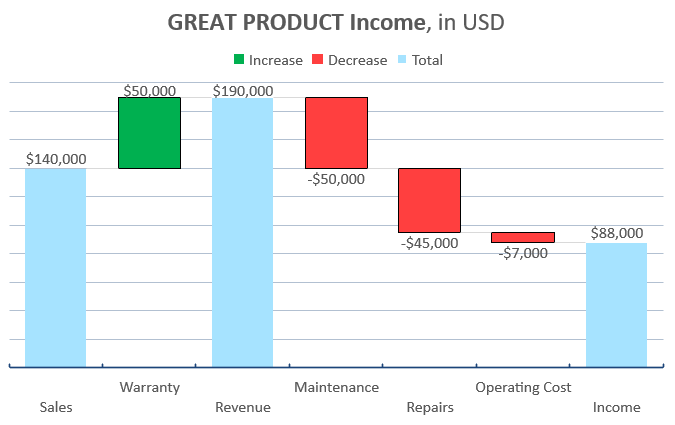 GREAT PRODUCT Income, in USD
Increase Decrease Total
$50,000 $190,000
$140,000
-$50,000
$88,000
-$45,000
-$7,000
Warranty Maintenance Operating Cost
Sales Revenue Repairs Income